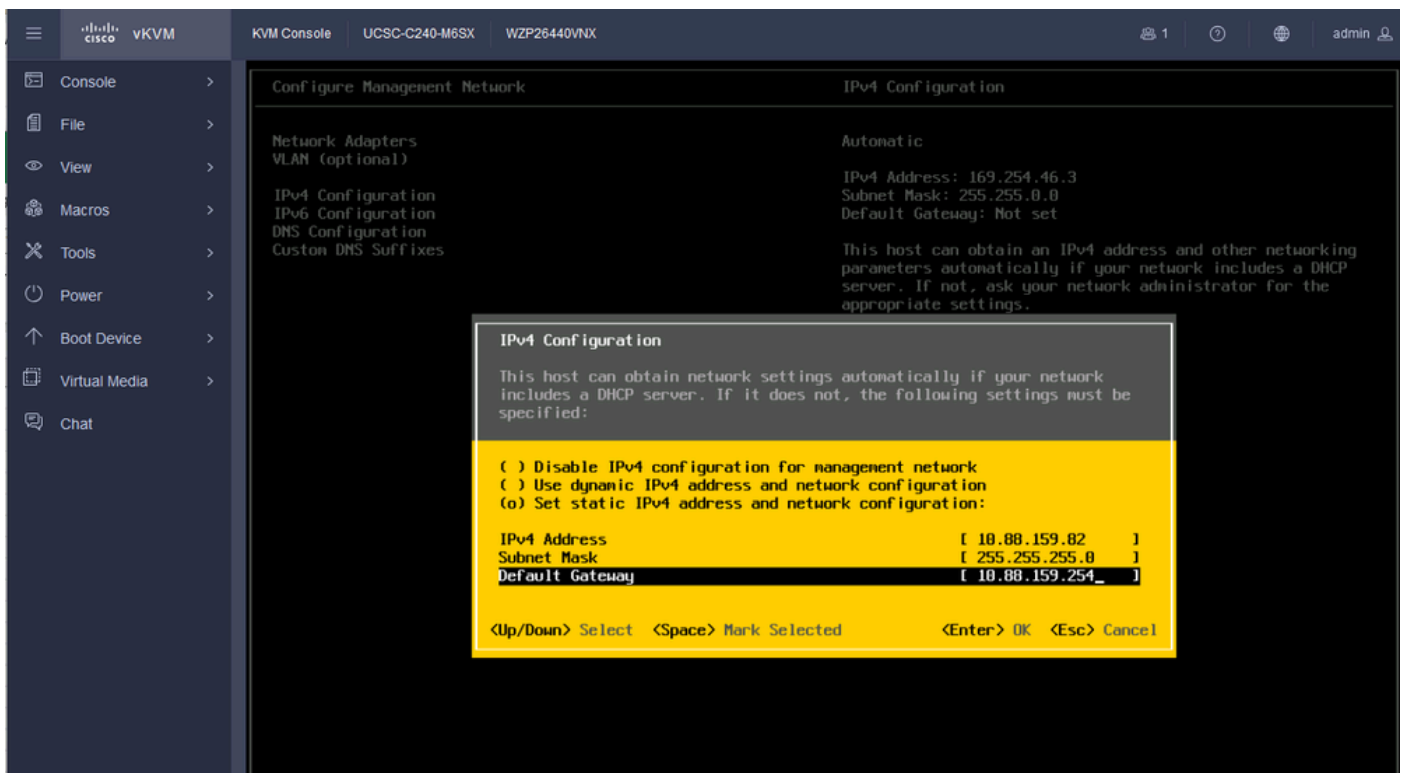 cisco vKVM KVM Console UCSC-C240-M6SX WZP26440VNX 1 admin
Console
File
View
Macros
Tools
Power
Boot Device
Virtual Media
Chat
Configure Management Network IPv4 Configuration
Network Adapters
VLAN (optional)
IPv4 Configuration
IPv6 Configuration
DNS Configuration
Custom DNS Suffixes
Automatic
IPv4 Address: 169.254.46.3
Subnet Mask: 255.255.0.0
Default Gateway: Not set
This host can obtain an IPv4 address and other networking
parameters automatically if your network includes a DHCP
server. If not, ask your network administrator for the
appropriate settings.
IPv4 Configuration
This host can obtain network settings automatically if your network
includes a DHCP server. If it does not, the following settings must be
specified:
( ) Disable IPv4 configuration for management network
( ) Use dynamic IPv4 address and network configuration
(o) Set static IPv4 address and network configuration:
IPv4 Address [ 10.88.159.82 ]
Subnet Mask [ 255.255.255.0 ]
Default Gateway [ 10.88.159.254_ ]
<Up/Down> Select <Space> Mark Selected <Enter> OK <Esc> Cancel